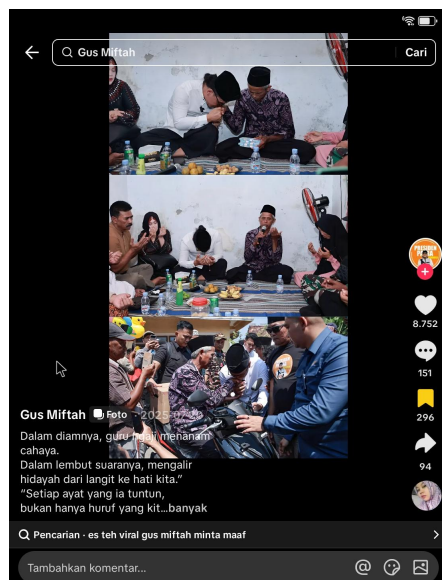 Gus Miftah
Cari
8.752
151
296
94
Gus Miftah Foto
Dalam diamnya, guru ngaji menanam
cahaya.
Dalam lembut suaranya, mengalir
hidayah dari langit ke hati kita.”
“Setiap ayat yang ia tuntun,
bukan hanya huruf yang kit...banyak
Pencarian · es teh viral gus miftah minta maaf
Tambahkan komentar...